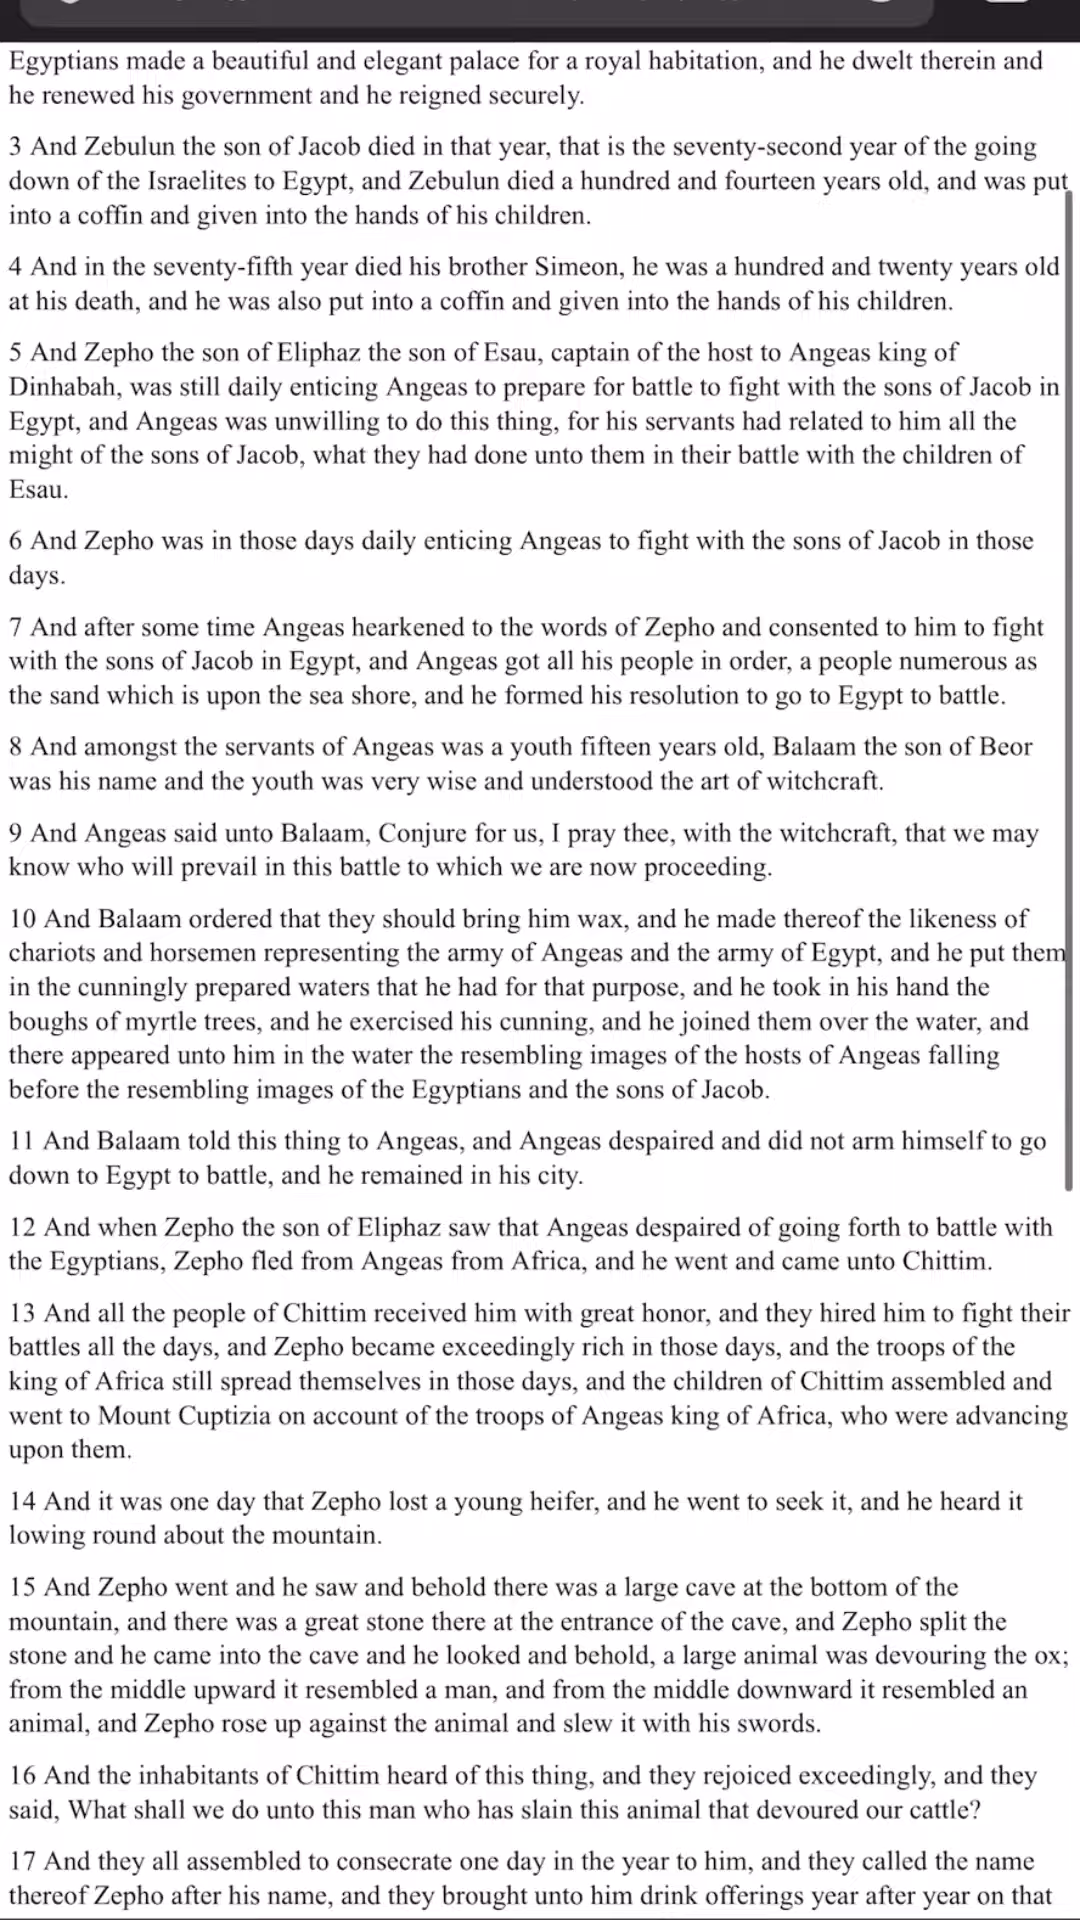 Egyptians made a beautiful and elegant palace for a royal habitation, and he dwelt therein and
he renewed his government and he reigned securely.
3 And Zebulun the son of Jacob died in that year, that is the seventy-second year of the going
down of the Israelites to Egypt, and Zebulun died a hundred and fourteen years old, and was put
into a coffin and given into the hands of his children.
4 And in the seventy-fifth year died his brother Simeon, he was a hundred and twenty years old
at his death, and he was also put into a coffin and given into the hands of his children.
5 And Zepho the son of Eliphaz the son of Esau, captain of the host to Angeas king of
Dinhabah, was still daily enticing Angeas to prepare for battle to fight with the sons of Jacob in
Egypt, and Angeas was unwilling to do this thing, for his servants had related to him all the
might of the sons of Jacob, what they had done unto them in their battle with the children of
Esau.
6 And Zepho was in those days daily enticing Angeas to fight with the sons of Jacob in those
days.
7 And after some time Angeas hearkened to the words of Zepho and consented to him to fight
with the sons of Jacob in Egypt, and Angeas got all his people in order, a people numerous as
the sand which is upon the sea shore, and he formed his resolution to go to Egypt to battle.
8 And amongst the servants of Angeas was a youth fifteen years old, Balaam the son of Beor
was his name and the youth was very wise and understood the art of witchcraft.
9 And Angeas said unto Balaam, Conjure for us, I pray thee, with the witchcraft, that we may
know who will prevail in this battle to which we are now proceeding.
10 And Balaam ordered that they should bring him wax, and he made thereof the likeness of
chariots and horsemen representing the army of Angeas and the army of Egypt, and he put them
in the cunningly prepared waters that he had for that purpose, and he took in his hand the
boughs of myrtle trees, and he exercised his cunning, and he joined them over the water, and
there appeared unto him in the water the resembling images of the hosts of Angeas falling
before the resembling images of the Egyptians and the sons of Jacob.
11 And Balaam told this thing to Angeas, and Angeas despaired and did not arm himself to go
down to Egypt to battle, and he remained in his city.
12 And when Zepho the son of Eliphaz saw that Angeas despaired of going forth to battle with
the Egyptians, Zepho fled from Angeas from Africa, and he went and came unto Chittim.
13 And all the people of Chittim received him with great honor, and they hired him to fight their
battles all the days, and Zepho became exceedingly rich in those days, and the troops of the
king of Africa still spread themselves in those days, and the children of Chittim assembled and
went to Mount Cuptizia on account of the troops of Angeas king of Africa, who were advancing
upon them.
14 And it was one day that Zepho lost a young heifer, and he went to seek it, and he heard it
lowing round about the mountain.
15 And Zepho went and he saw and behold there was a large cave at the bottom of the
mountain, and there was a great stone there at the entrance of the cave, and Zepho split the
stone and he came into the cave and he looked and behold, a large animal was devouring the ox;
from the middle upward it resembled a man, and from the middle downward it resembled an
animal, and Zepho rose up against the animal and slew it with his swords.
16 And the inhabitants of Chittim heard of this thing, and they rejoiced exceedingly, and they
said, What shall we do unto this man who has slain this animal that devoured our cattle?
17 And they all assembled to consecrate one day in the year to him, and they called the name
thereof Zepho after his name, and they brought unto him drink offerings year after year on that